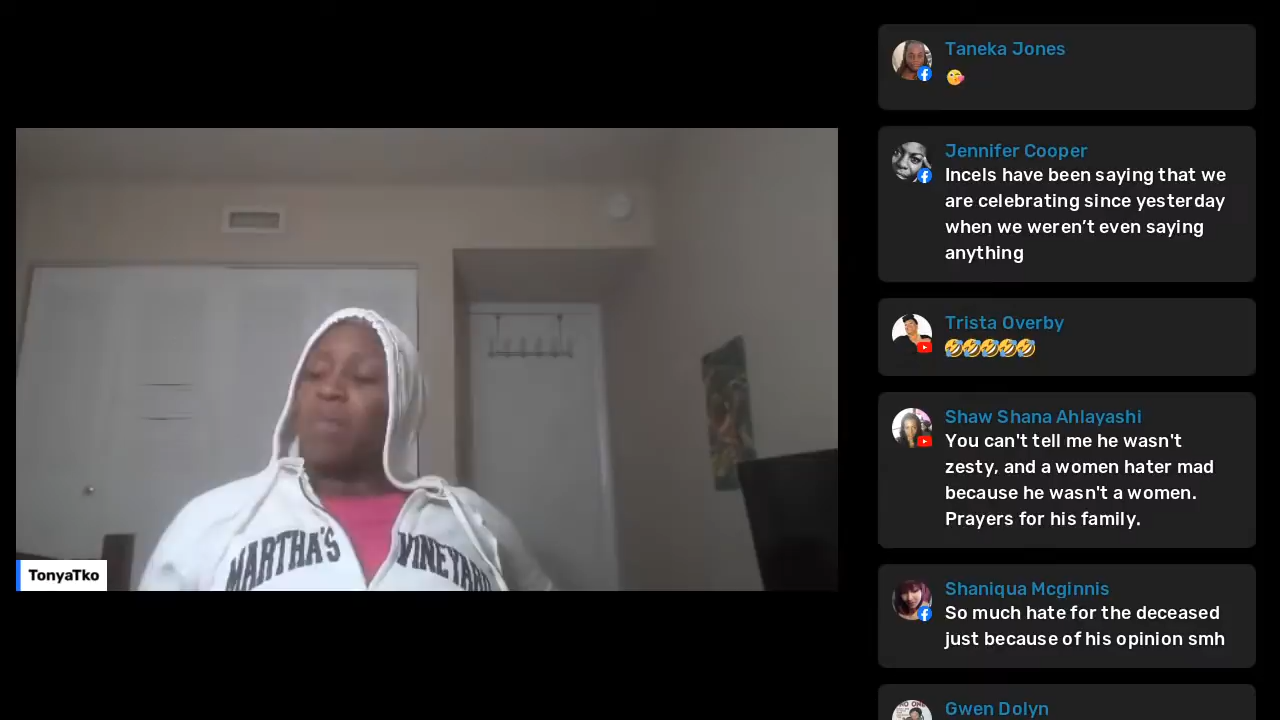 Taneka Jones
Jennifer Cooper
Incels have been saying that we
are celebrating since yesterday
when we weren’t even saying
anything
Trista Overby
Shaw Shana Ahlayashi
You can't tell me he wasn't
zesty, and a women hater mad
because he wasn't a women.
Prayers for his family.
Shaniqua Mcginnis
So much hate for the deceased
just because of his opinion smh
Gwen Dolyn
MARTHA'S VINEYARD
TonyaTko